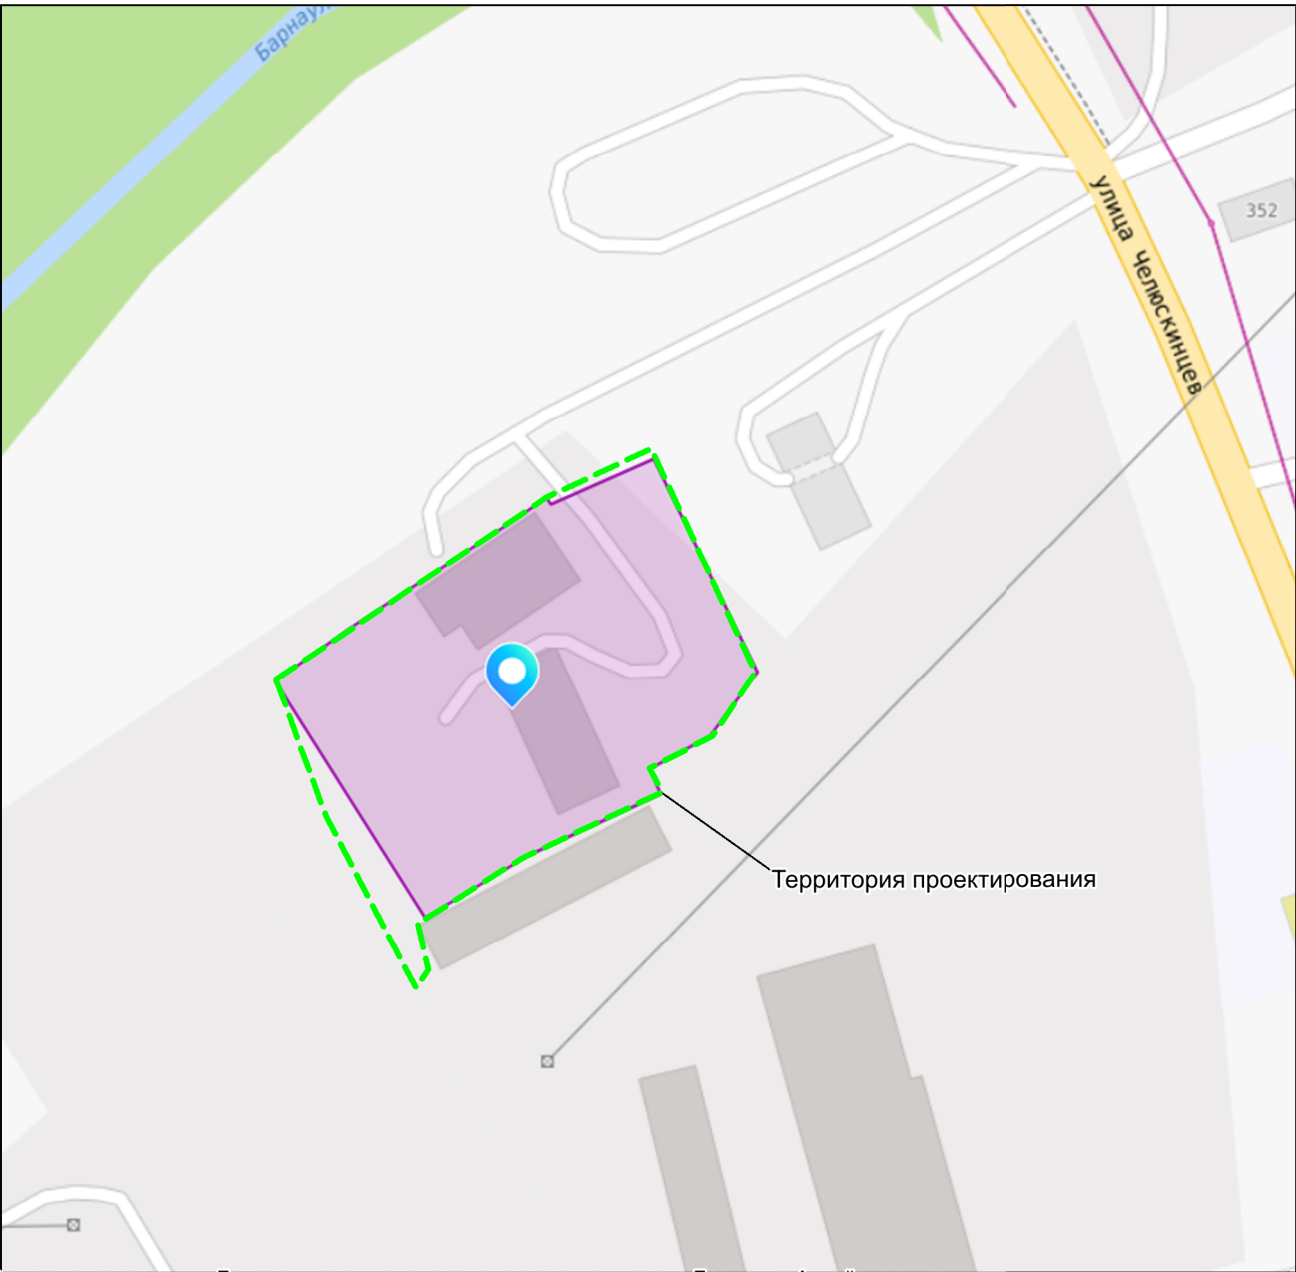 Барнаул
улица Челюскинцев
352
Территория проектирования